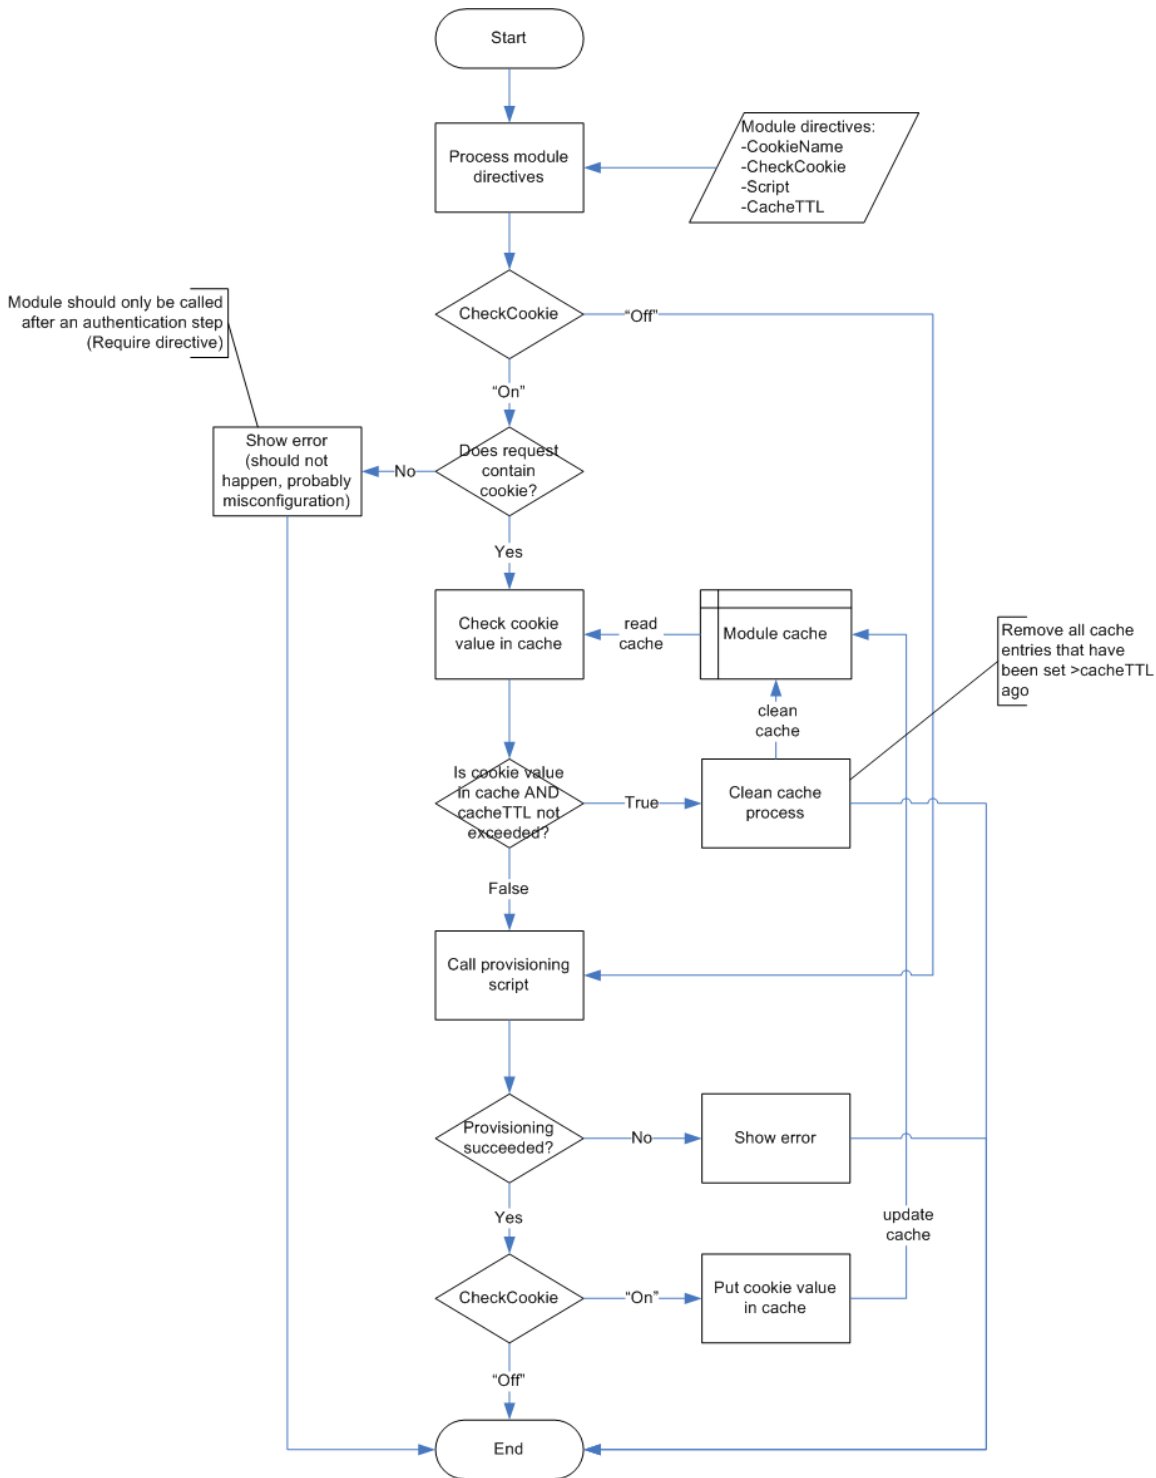 Start
Process module
directives
Module directives:
-CookieName
-CheckCookie
-Script
-CacheTTL
CheckCookie
“Off”
Module should only be called
after an authentication step
(Require directive)
“On”
Show error
(should not
happen, probably
misconfiguration)
No
Does request
contain
cookie?
Yes
Check cookie
value in cache
read
cache
Module cache
Remove all cache
entries that have
been set >cacheTTL
ago
clean
cache
Is cookie value
in cache AND
cacheTTL not
exceeded?
True
Clean cache
process
False
Call provisioning
script
Provisioning
succeeded?
No
Show error
Yes
update
cache
CheckCookie
“On”
Put cookie value
in cache
“Off”
End